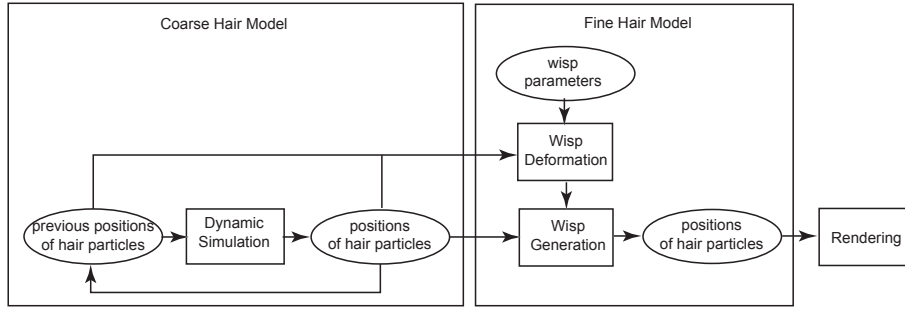 Coarse Hair Model
Fine Hair Model
wisp
parameters
Wisp
Deformation
previous positions
of hair particles
Dynamic
Simulation
positions
of hair particles
Wisp
Generation
positions
of hair particles
Rendering